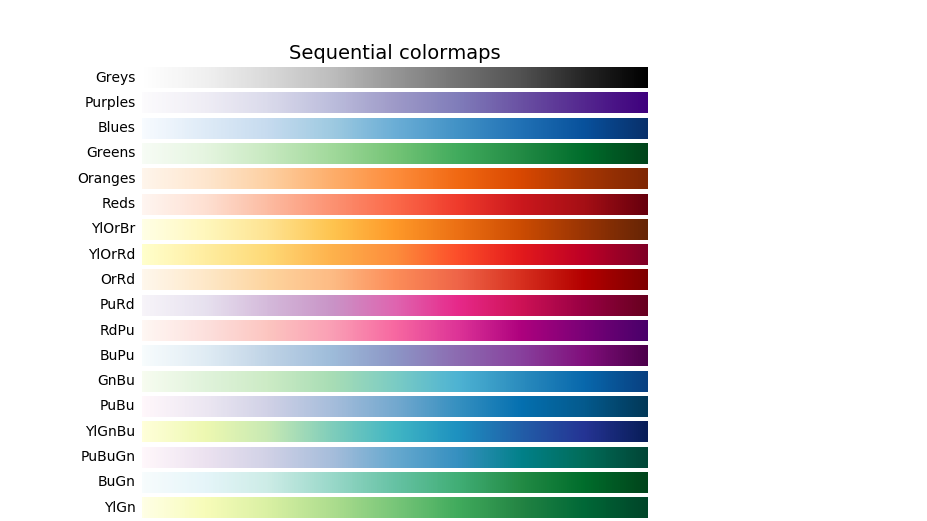 Sequential colormaps
Greys
Purples
Blues
Greens
Oranges
Reds
YlOrBr
YlOrRd
OrRd
PuRd
RdPu
BuPu
GnBu
PuBu
YlGnBu
PuBuGn
BuGn
YlGn